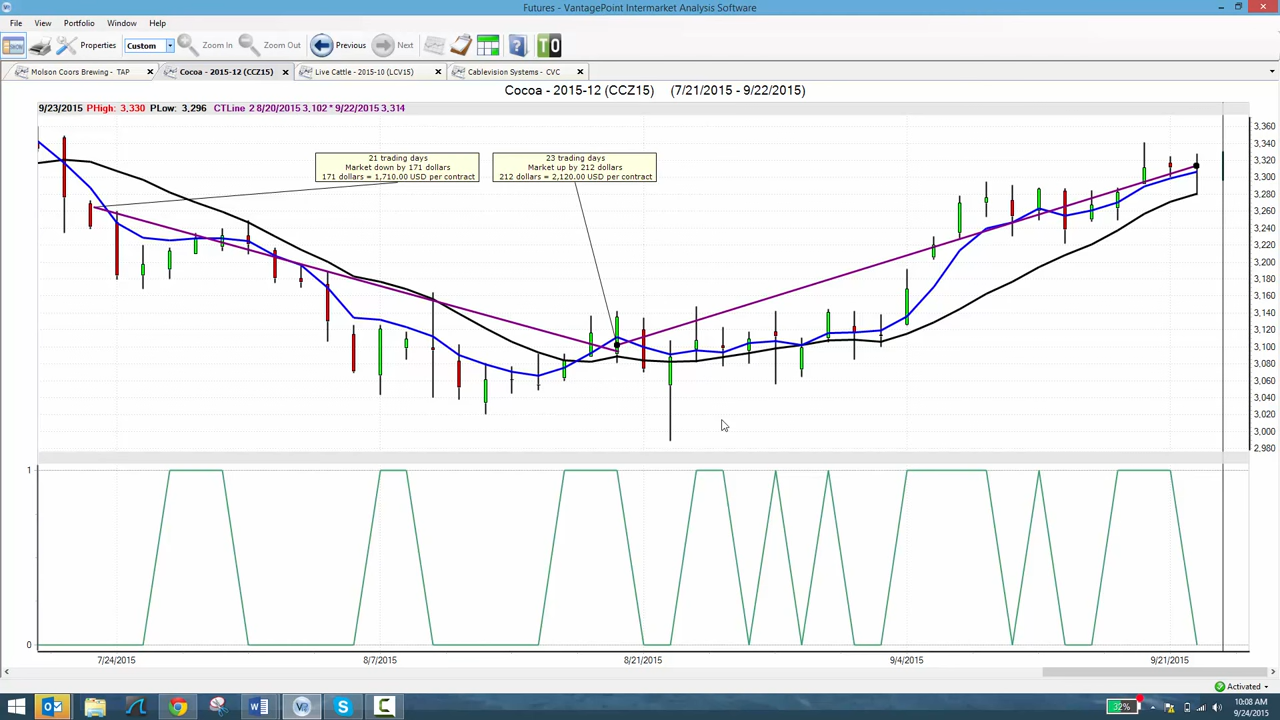 Futures - VantagePoint Intermarket Analysis Software
File View Portfolio Window Help
Properties Custom Zoom In Zoom Out Previous Next ? TO
Molson Coors Brewing - TAP Cocoa - 2015-12 (CCZ15) Live Cattle - 2015-10 (LCV15) Cablevision Systems - CVC
Cocoa - 2015-12 (CCZ15) (7/21/2015 - 9/22/2015)
9/23/2015 PHigh: 3,330 PLow: 3,296 CTLine 2 8/20/2015 3,102 * 9/22/2015 3,314
21 trading days
Market down by 171 dollars
171 dollars = 1,710.00 USD per contract
23 trading days
Market up by 212 dollars
212 dollars = 2,120.00 USD per contract
3,360
3,340
3,320
3,300
3,280
3,260
3,240
3,220
3,200
3,180
3,160
3,140
3,120
3,100
3,080
3,060
3,040
3,020
3,000
2,980
1
0
7/24/2015 8/7/2015 8/21/2015 9/4/2015 9/21/2015
Activated
32%
10:08 AM
9/24/2015